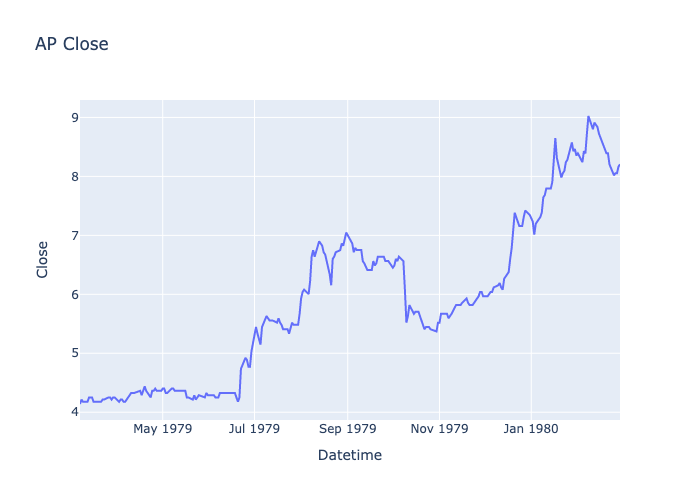 AP Close
9
8
7
6
5
4
Close
May 1979
Jul 1979
Sep 1979
Nov 1979
Jan 1980
Datetime